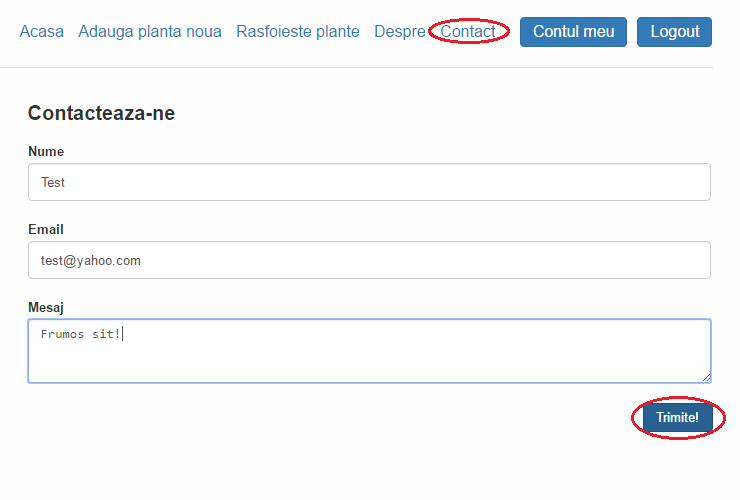 Acasa Adauga planta noua Rasfoieste plante Despre Contact Contul meu Logout
Contacteaza-ne
Nume
Test
Email
test@yahoo.com
Mesaj
Frumos sit!
Trimite!